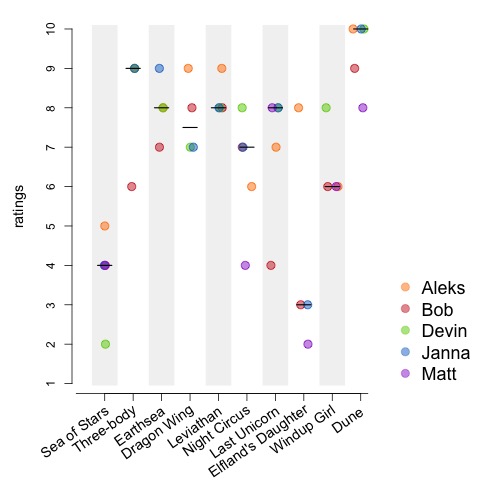 10
9
8
7
6
5
4
3
2
1
ratings
Sea of Stars
Three-body
Earthsea
Dragon Wing
Leviathan
Night Circus
Last Unicorn
Elfland's Daughter
Windup Girl
Dune
Aleks
Bob
Devin
Janna
Matt